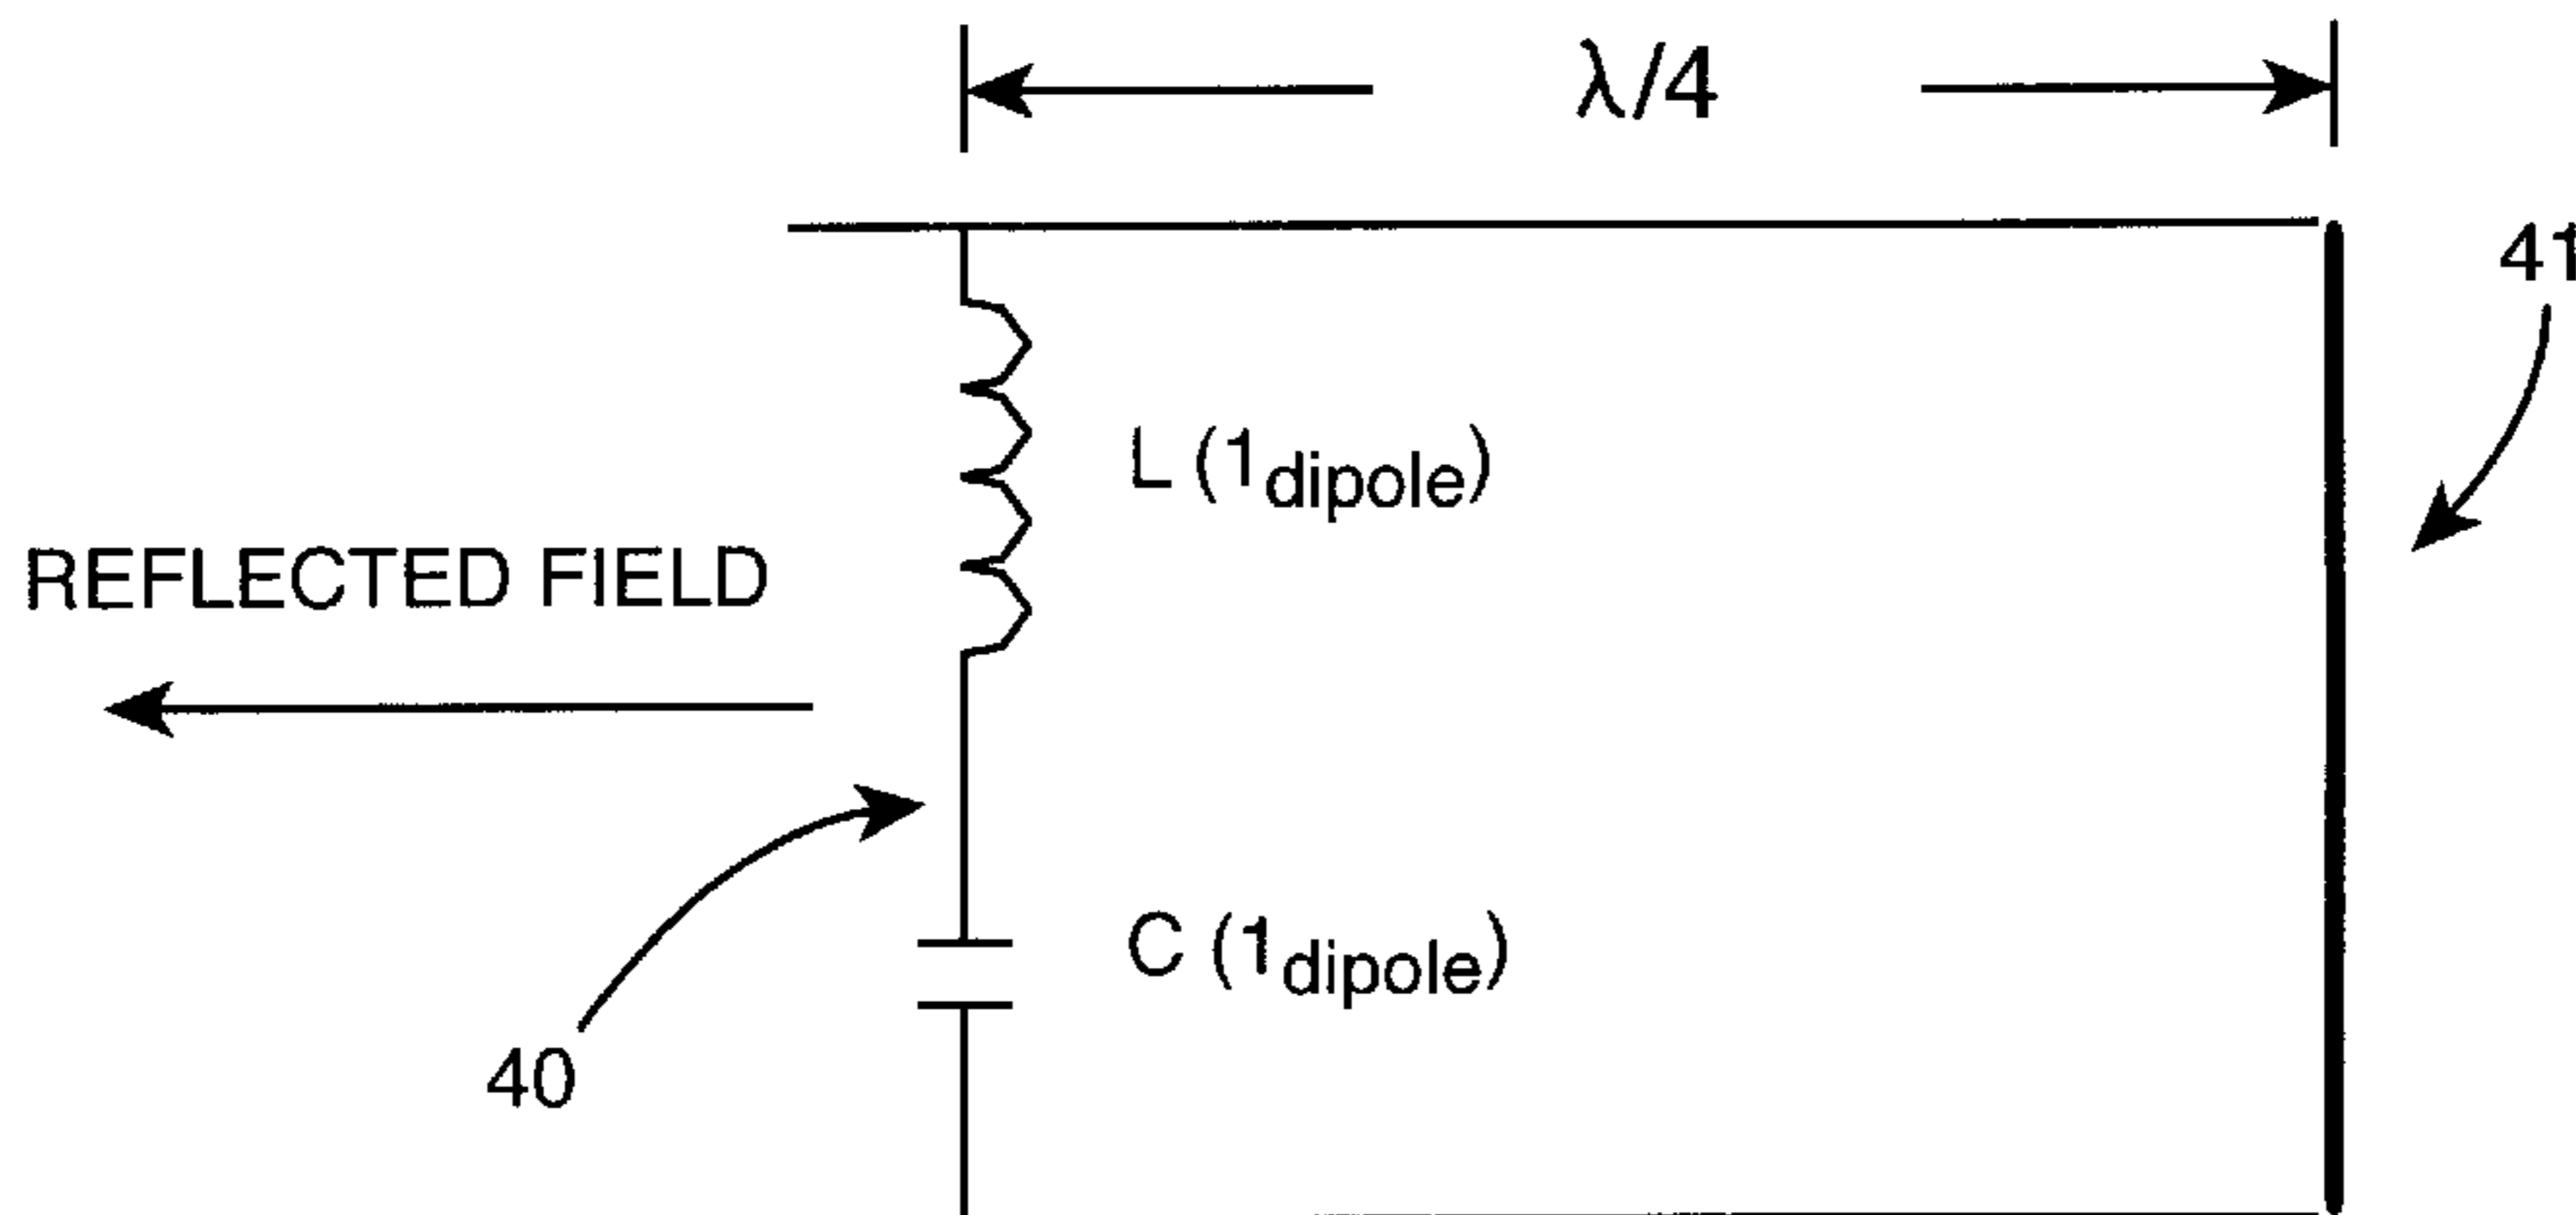 λ/4
41
L (1dipole)
REFLECTED FIELD
C (1dipole)
40